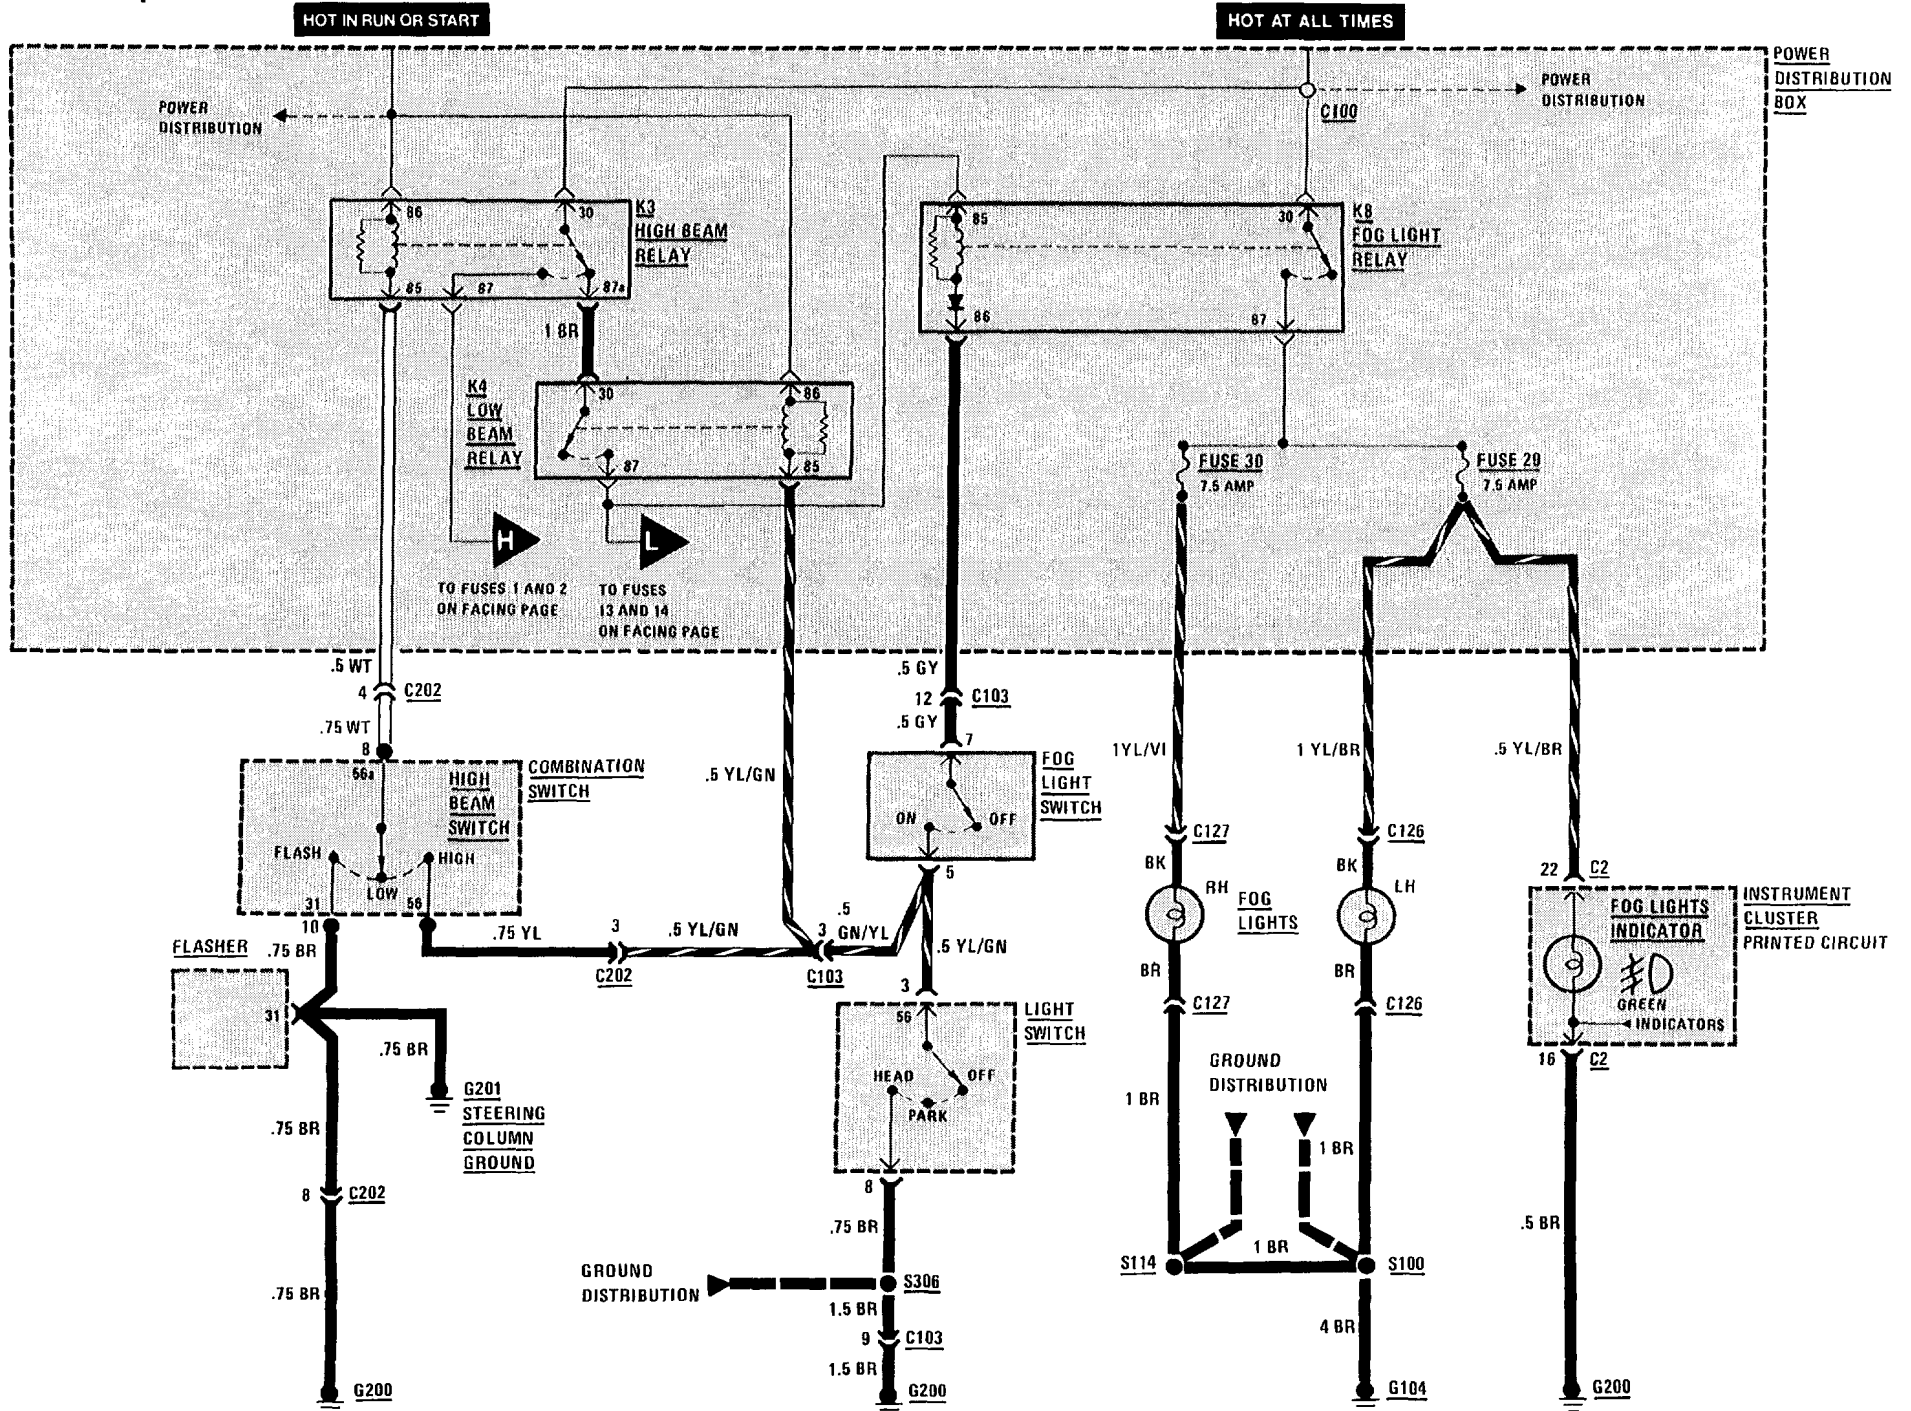 HOT IN RUN OR START
HOT AT ALL TIMES
POWER
DISTRIBUTION
BOX
POWER
DISTRIBUTION
C100
POWER
DISTRIBUTION
86
30
K3
HIGH BEAM
RELAY
85
87
87a
1 BR
85
30
K8
FOG LIGHT
RELAY
86
87
K4
LOW
BEAM
RELAY
30
86
87
85
FUSE 30
7.5 AMP
FUSE 29
7.5 AMP
H
L
TO FUSES 1 AND 2
ON FACING PAGE
TO FUSES
13 AND 14
ON FACING PAGE
.5 WT
4
C202
.75 WT
8
.5 GY
12
C103
.5 GY
7
.5 YL/GN
1YL/VI
1 YL/BR
.5 YL/BR
56a
HIGH
BEAM
SWITCH
COMBINATION
SWITCH
FLASH
LOW
HIGH
31
56
10
FOG
LIGHT
SWITCH
ON
OFF
5
C127
BK
RH
FOG
LIGHTS
C126
BK
LH
22
C2
FOG LIGHTS
INDICATOR
GREEN
INDICATORS
INSTRUMENT
CLUSTER
PRINTED CIRCUIT
FLASHER
.75 BR
.75 YL
3
C202
.5 YL/GN
3
C103
.5
GN/YL
.5 YL/GN
3
BR
C127
BR
C126
31
.75 BR
G201
STEERING
COLUMN
GROUND
56
LIGHT
SWITCH
HEAD
OFF
PARK
16
C2
GROUND
DISTRIBUTION
1 BR
1 BR
.75 BR
8
C202
8
.75 BR
.5 BR
1 BR
S114
S100
GROUND
DISTRIBUTION
S306
.75 BR
1.5 BR
9
C103
1.5 BR
4 BR
G200
G200
G104
G200